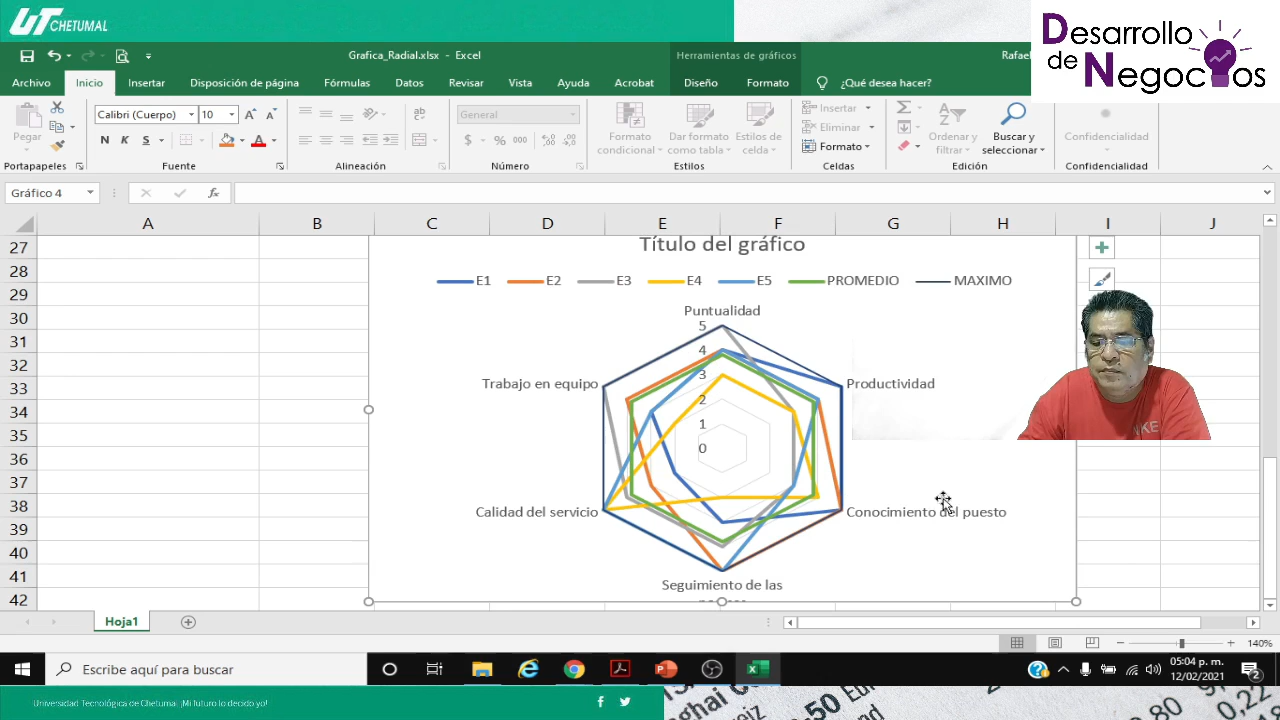 UT CHETUMAL
Desarrollo
de Negocios
Grafica_Radial.xlsx - Excel
Herramientas de gráficos
Rafael
Archivo Inicio Insertar Disposición de página Fórmulas Datos Revisar Vista Ayuda Acrobat Diseño Formato ¿Qué desea hacer?
Pegar
Calibri (Cuerpo) 10
N K S
General
$ % 000
Formato condicional
Dar formato como tabla
Estilos de celda
Insertar
Eliminar
Formato
Ordenar y filtrar
Buscar y seleccionar
Confidencialidad
Portapapeles Fuente Alineación Número Estilos Celdas Edición Confidencialidad
Gráfico 4
fx
A B C D E F G H I J
27
28
29
30
31
32
33
34
35
36
37
38
39
40
41
42
Título del gráfico
E1 E2 E3 E4 E5 PROMEDIO MAXIMO
Puntualidad
5
4
3
2
1
0
Trabajo en equipo
Productividad
Calidad del servicio
Conocimiento del puesto
Seguimiento de las
Hoja1
140%
Escribe aquí para buscar
05:04 p. m.
12/02/2021
2
Universidad Tecnológica de Chetumal ¡Mi futuro lo decido yo!